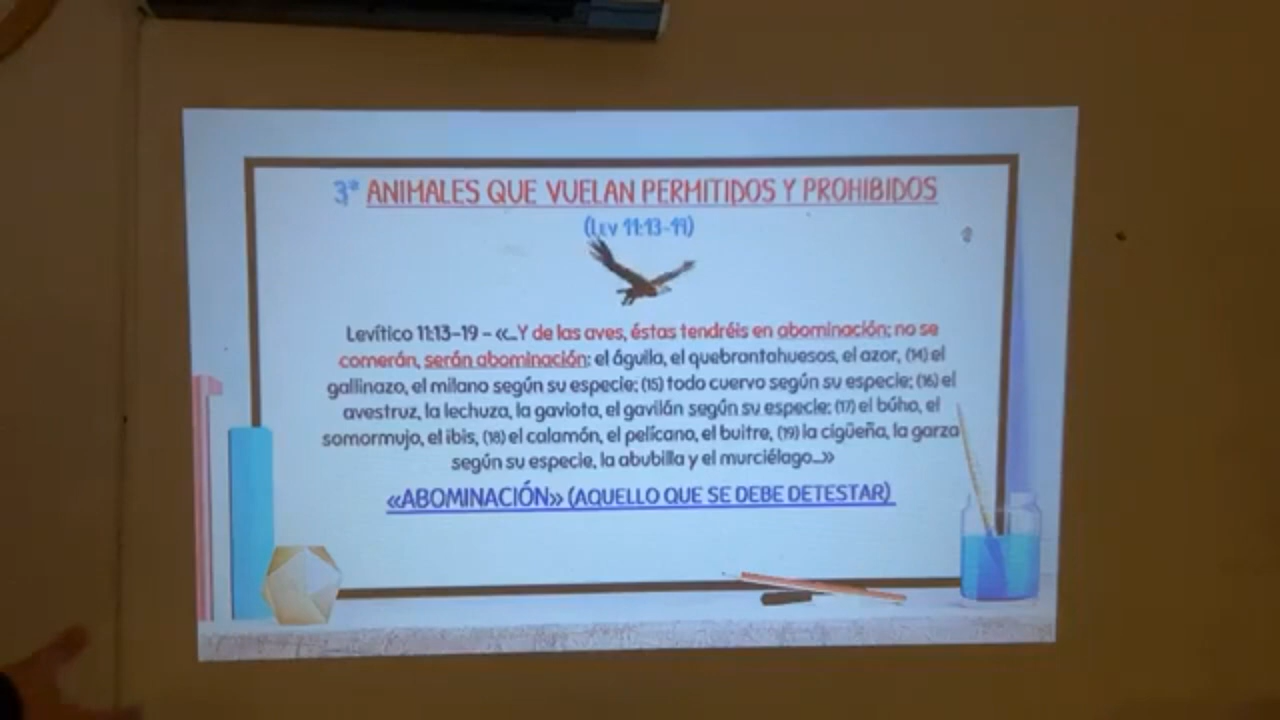 3° ANIMALES QUE VUELAN PERMITIDOS Y PROHIBIDOS
(Lev 11:13-19)
Levítico 11:13-19 - «...Y de las aves, éstas tendréis en abominación; no se
comerán, serán abominación: el águila, el quebrantahuesos, el azor, (14) el
gallinazo, el milano según su especie; (15) todo cuervo según su especie; (16) el
avestruz, la lechuza, la gaviota, el gavilán según su especie; (17) el búho, el
somormujo, el ibis, (18) el calamón, el pelícano, el buitre, (19) la cigüeña, la garza
según su especie, la abubilla y el murciélago...»
«ABOMINACIÓN» (AQUELLO QUE SE DEBE DETESTAR)